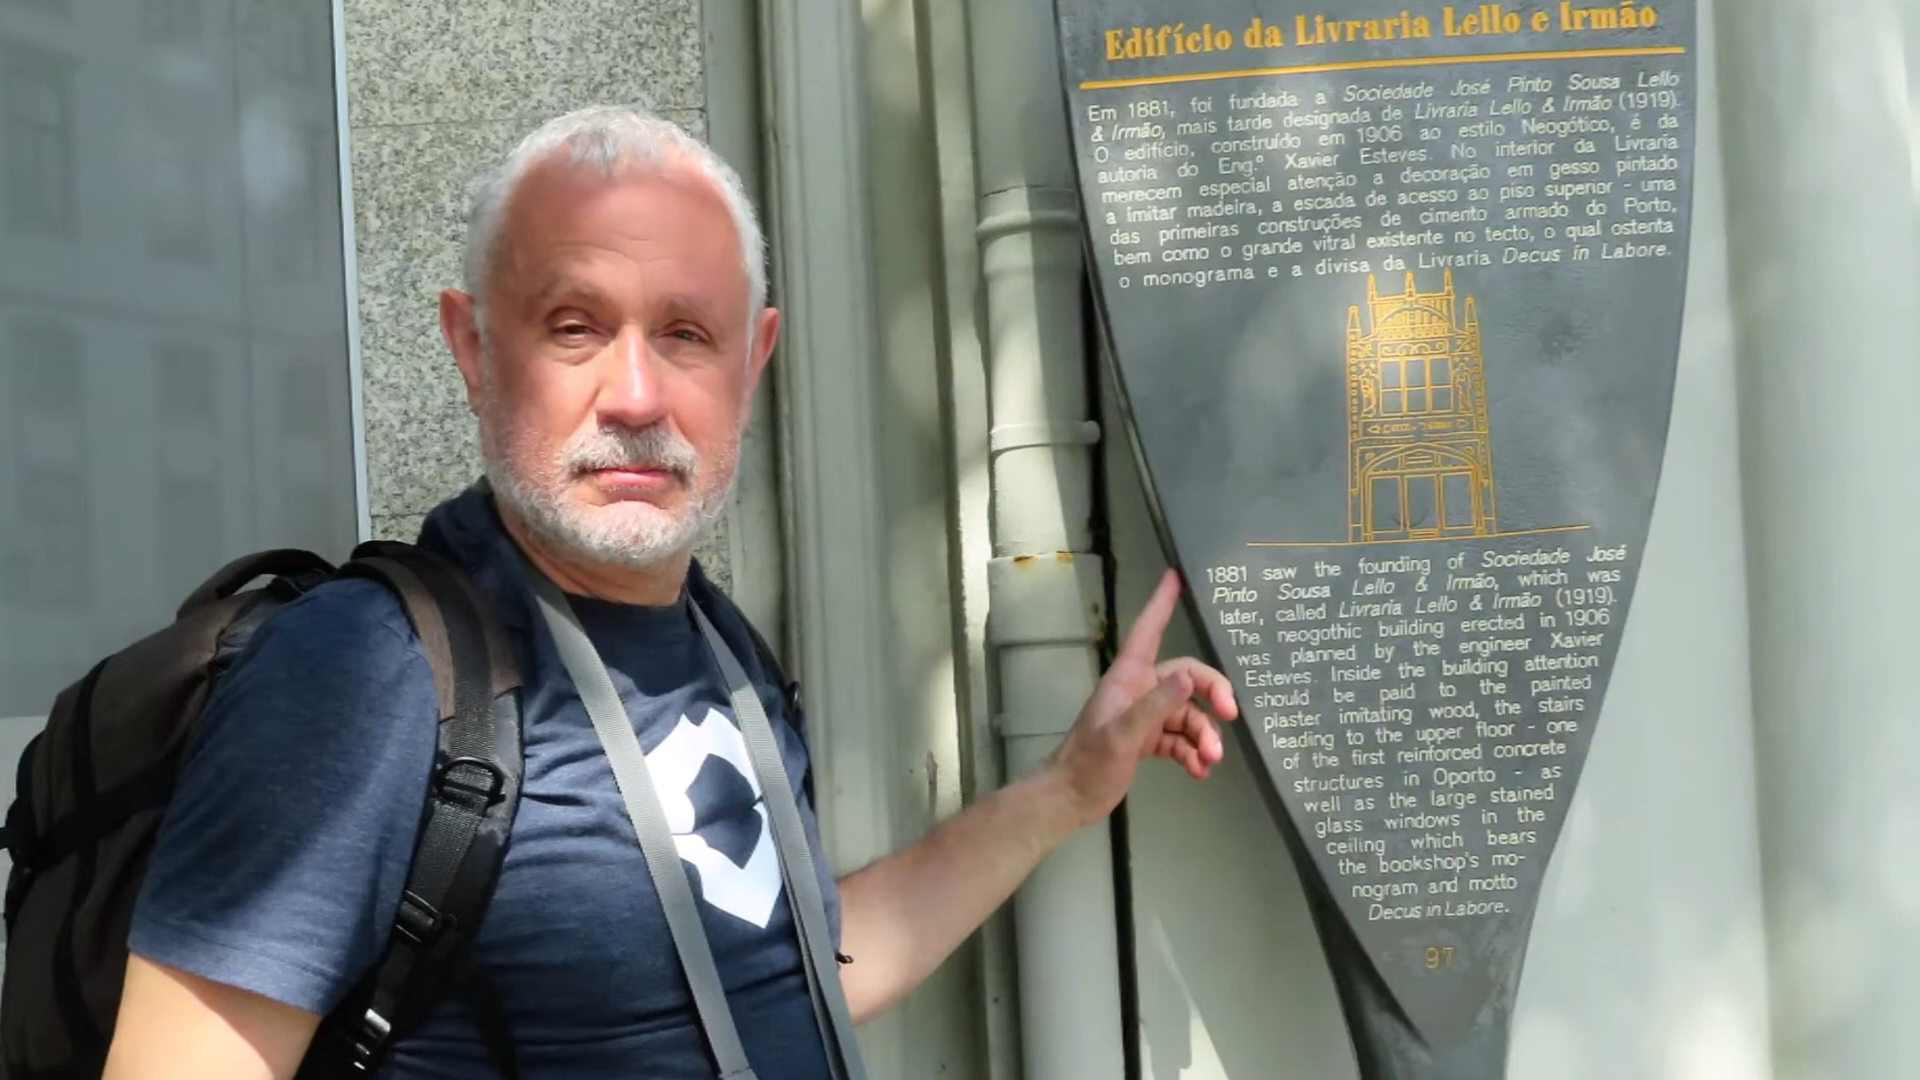 Edifício da Livraria Lello e Irmão
Em 1881, foi fundada a Sociedade José Pinto Sousa Lello
& Irmão, mais tarde designada de Livraria Lello & Irmão (1919).
O edifício, construído em 1906 ao estilo Neogótico, é da
autoria do Eng.º Xavier Esteves. No interior da Livraria
merecem especial atenção a decoração em gesso pintado
a imitar madeira, a escada de acesso ao piso superior - uma
das primeiras construções de cimento armado do Porto,
bem como o grande vitral existente no tecto, o qual ostenta
o monograma e a divisa da Livraria Decus in Labore.
1881 saw the founding of Sociedade José
Pinto Sousa Lello & Irmão, which was
later, called Livraria Lello & Irmão (1919).
The neogothic building erected in 1906
was planned by the engineer Xavier
Esteves. Inside the building attention
should be paid to the painted
plaster imitating wood, the stairs
leading to the upper floor - one
of the first reinforced concrete
structures in Oporto - as
well as the large stained
glass windows in the
ceiling which bears
the bookshop's mo-
nogram and motto
Decus in Labore.
97